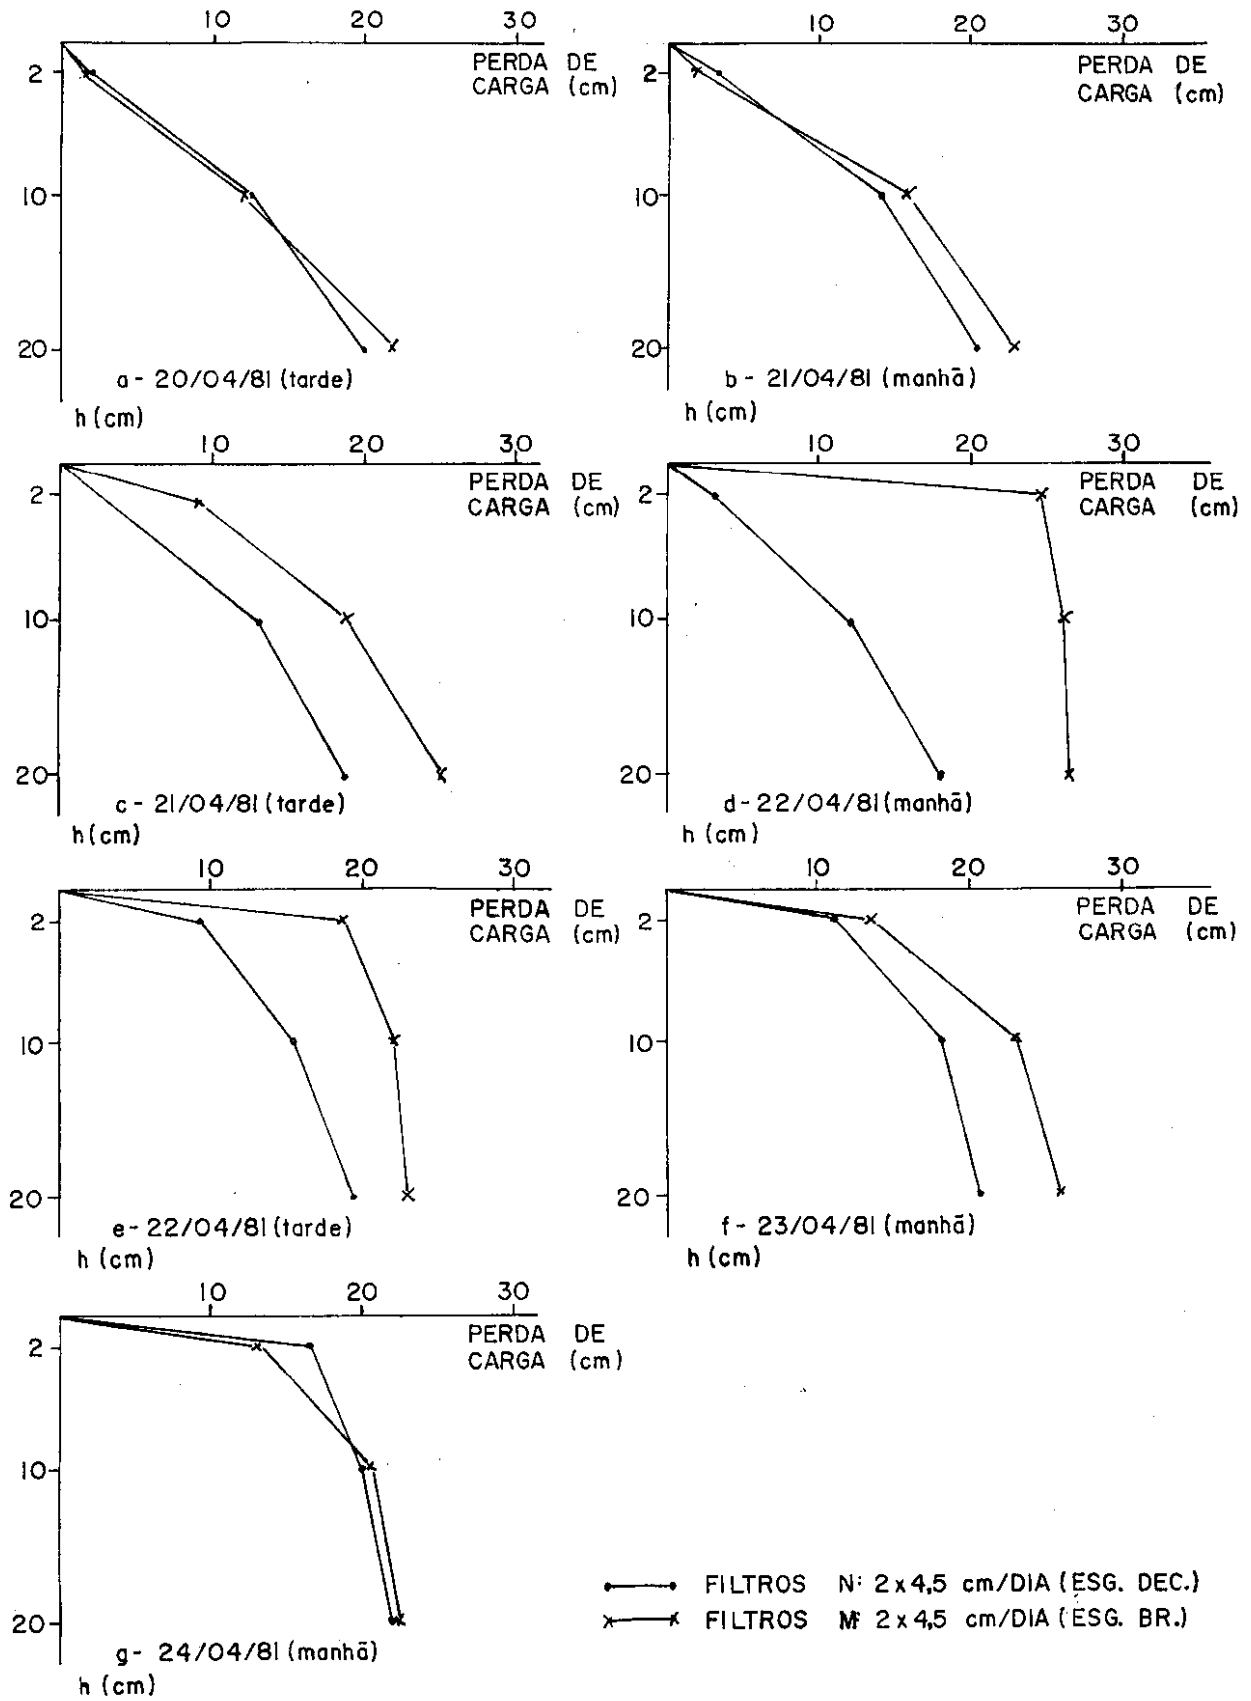 10 20 30
PERDA DE
CARGA (cm)
2
10
20
a - 20/04/81 (tarde)
h (cm)
10 20 30
PERDA DE
CARGA (cm)
2
10
20
b - 21/04/81 (manhã)
h (cm)
10 20 30
PERDA DE
CARGA (cm)
2
10
20
c - 21/04/81 (tarde)
h (cm)
10 20 30
PERDA DE
CARGA (cm)
2
10
20
d - 22/04/81 (manhã)
h (cm)
10 20 30
PERDA DE
CARGA (cm)
2
10
20
e - 22/04/81 (tarde)
h (cm)
10 20 30
PERDA DE
CARGA (cm)
2
10
20
f - 23/04/81 (manhã)
h (cm)
10 20 30
PERDA DE
CARGA (cm)
2
10
20
g - 24/04/81 (manhã)
h (cm)
FILTROS N: 2 x 4,5 cm/DIA (ESG. DEC.)
FILTROS M: 2 x 4,5 cm/DIA (ESG. BR.)